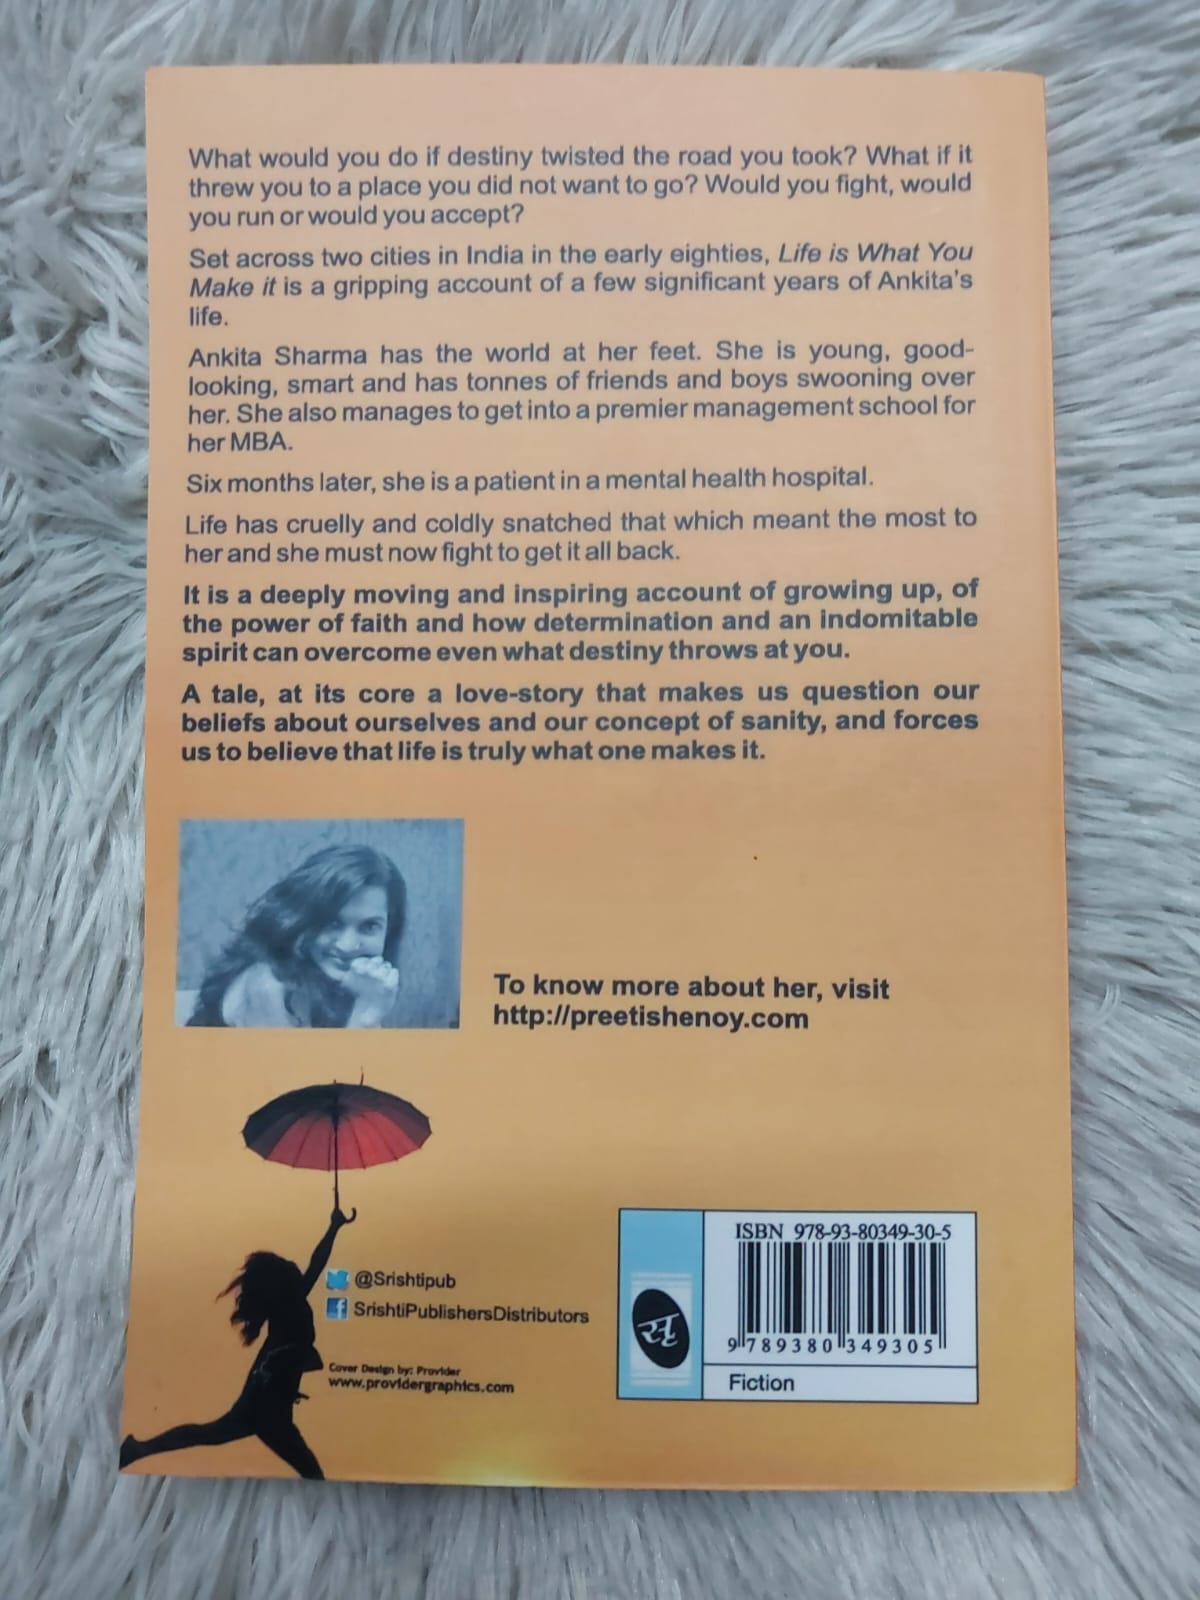 What would you do if destiny twisted the road you took? What if it
threw you to a place you did not want to go? Would you fight, would
you run or would you accept?
Set across two cities in India in the early eighties, Life is What You
Make it is a gripping account of a few significant years of Ankita's
life.
Ankita Sharma has the world at her feet. She is young, good-
looking, smart and has tonnes of friends and boys swooning over
her. She also manages to get into a premier management school for
her MBA.
Six months later, she is a patient in a mental health hospital.
Life has cruelly and coldly snatched that which meant the most to
her and she must now fight to get it all back.
It is a deeply moving and inspiring account of growing up, of
the power of faith and how determination and an indomitable
spirit can overcome even what destiny throws at you.
A tale, at its core a love-story that makes us question our
beliefs about ourselves and our concept of sanity, and forces
us to believe that life is truly what one makes it.
To know more about her, visit
http://preetishenoy.com
@Srishtipub
f SrishtiPublishersDistributors
Cover Design by: Provider
www.providergraphics.com
सृ
ISBN 978-93-80349-30-5
9 789380 349305
Fiction